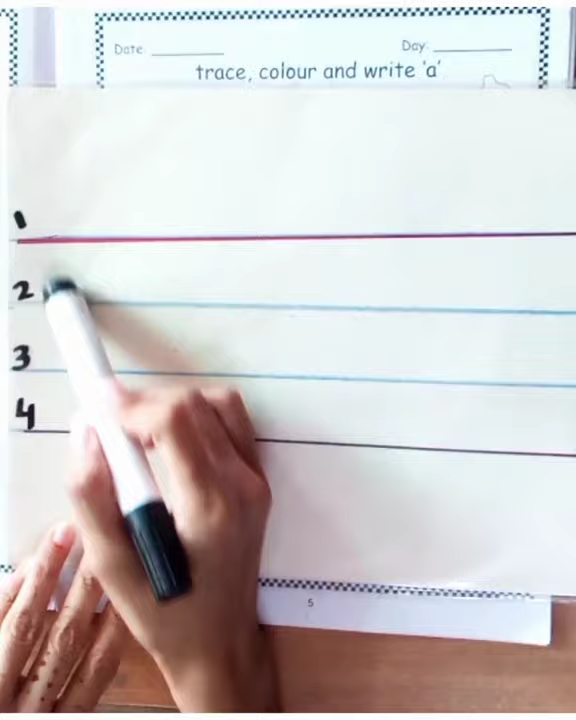 Date: ________ Day: ________
trace, colour and write 'a'
1
2
3
4
5